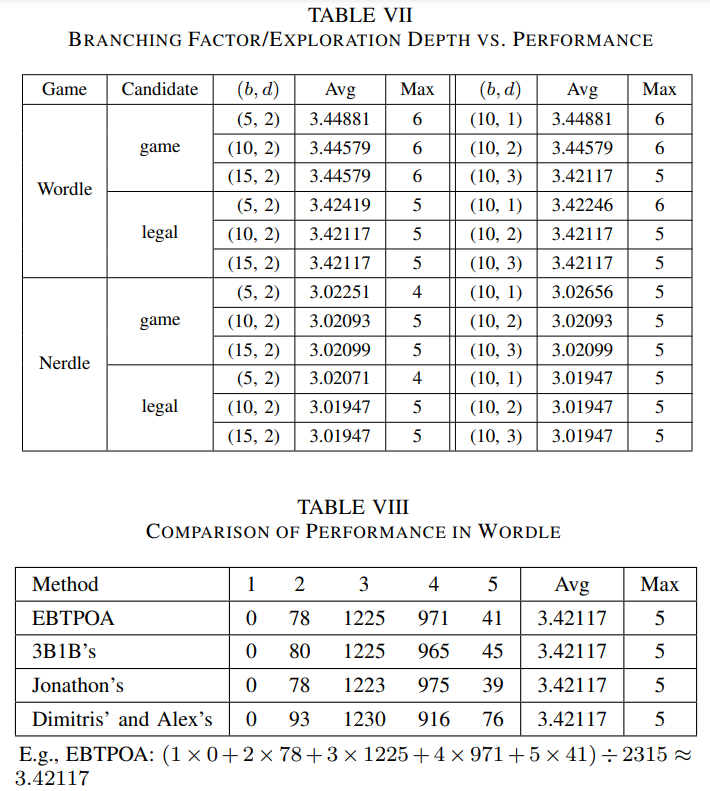 TABLE VII
BRANCHING FACTOR/EXPLORATION DEPTH VS. PERFORMANCE
Game Candidate (b, d) Avg Max (b, d) Avg Max
Wordle game (5, 2) 3.44881 6 (10, 1) 3.44881 6
(10, 2) 3.44579 6 (10, 2) 3.44579 6
(15, 2) 3.44579 6 (10, 3) 3.42117 5
legal (5, 2) 3.42419 5 (10, 1) 3.42246 6
(10, 2) 3.42117 5 (10, 2) 3.42117 5
(15, 2) 3.42117 5 (10, 3) 3.42117 5
Nerdle game (5, 2) 3.02251 4 (10, 1) 3.02656 5
(10, 2) 3.02093 5 (10, 2) 3.02093 5
(15, 2) 3.02099 5 (10, 3) 3.02099 5
legal (5, 2) 3.02071 4 (10, 1) 3.01947 5
(10, 2) 3.01947 5 (10, 2) 3.01947 5
(15, 2) 3.01947 5 (10, 3) 3.01947 5
TABLE VIII
COMPARISON OF PERFORMANCE IN WORDLE
Method 1 2 3 4 5 Avg Max
EBTPOA 0 78 1225 971 41 3.42117 5
3B1B's 0 80 1225 965 45 3.42117 5
Jonathon's 0 78 1223 975 39 3.42117 5
Dimitris' and Alex's 0 93 1230 916 76 3.42117 5
E.g., EBTPOA: (1 × 0 + 2 × 78 + 3 × 1225 + 4 × 971 + 5 × 41) ÷ 2315 ≈
3.42117